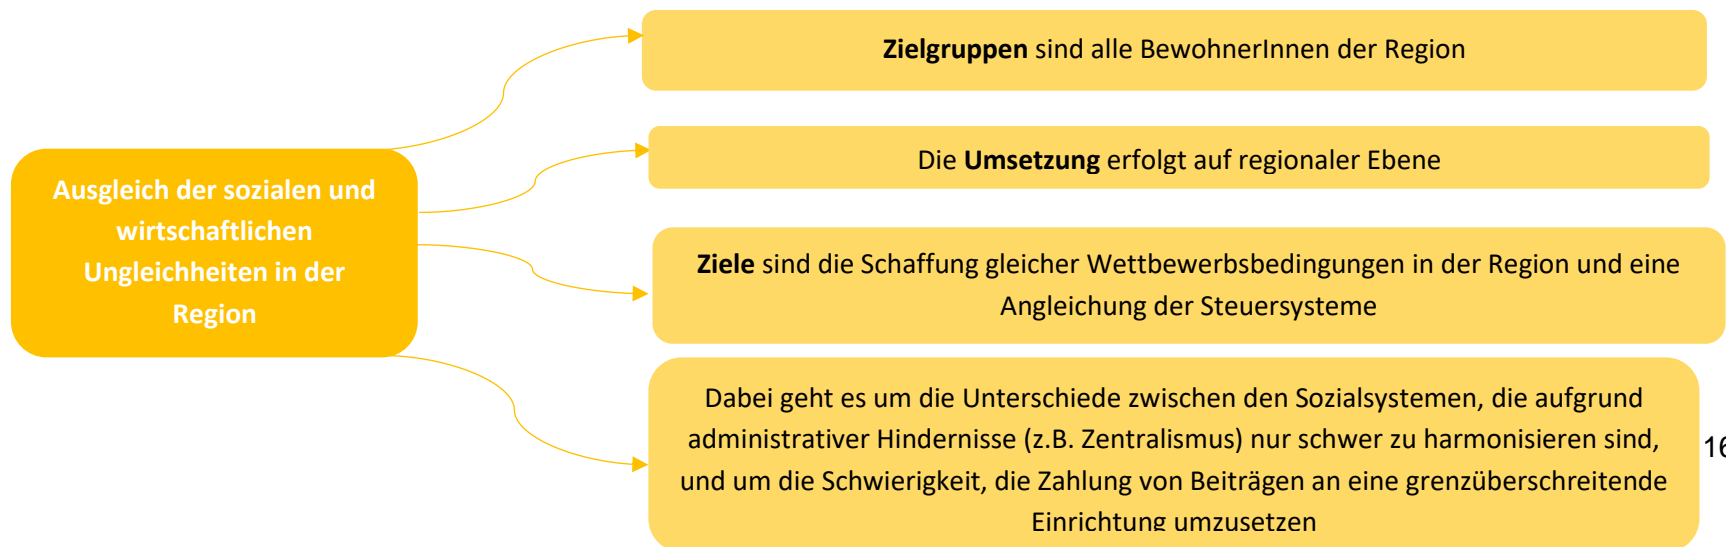 Zielgruppen sind alle BewohnerInnen der Region
Die Umsetzung erfolgt auf regionaler Ebene
Ausgleich der sozialen und
wirtschaftlichen
Ungleichheiten in der
Region
Ziele sind die Schaffung gleicher Wettbewerbsbedingungen in der Region und eine
Angleichung der Steuersysteme
Dabei geht es um die Unterschiede zwischen den Sozialsystemen, die aufgrund
administrativer Hindernisse (z.B. Zentralismus) nur schwer zu harmonisieren sind,
und um die Schwierigkeit, die Zahlung von Beiträgen an eine grenzüberschreitende
Einrichtung umzusetzen
16